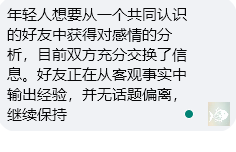 年轻人想要从一个共同认识
的好友中获得对感情的分
析，目前双方充分交换了信
息。好友正在从客观事实中
输出经验，并无话题偏离，
继续保持